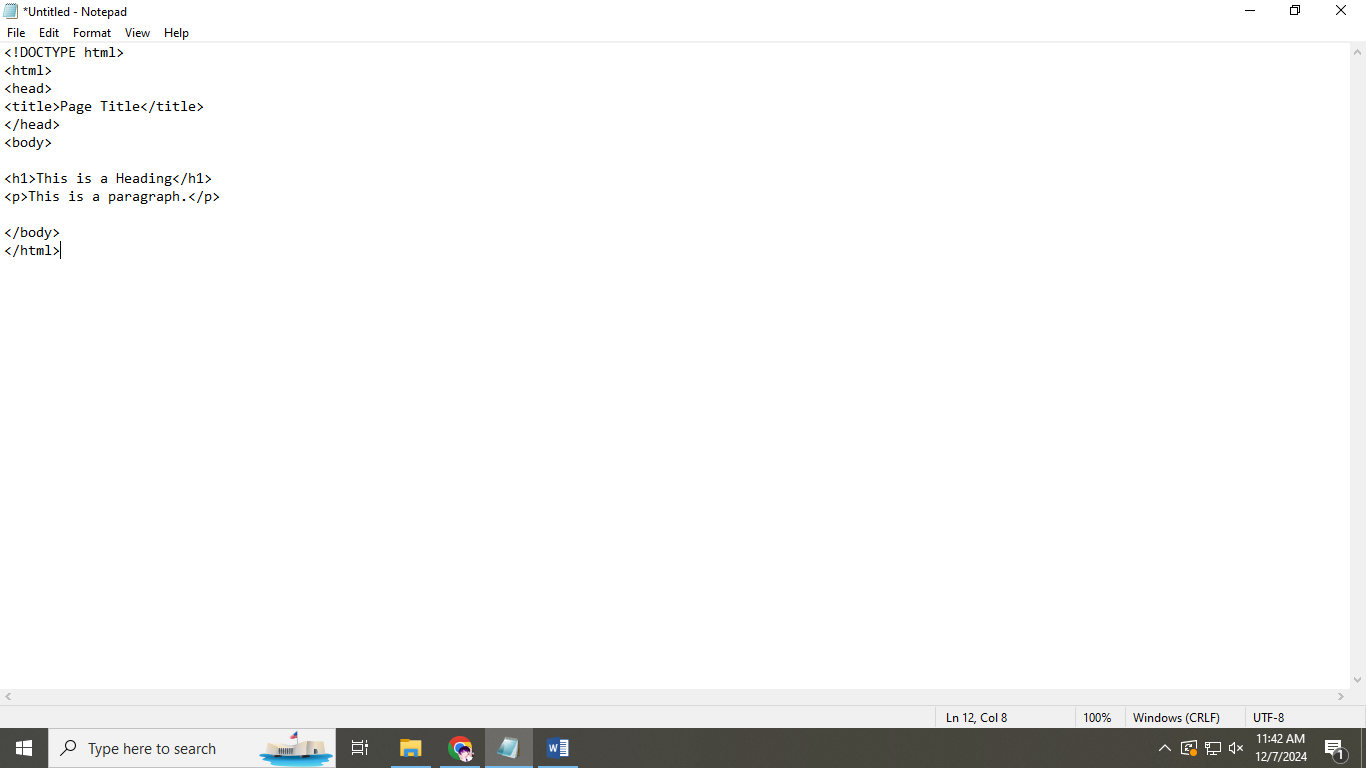 *Untitled - Notepad
File Edit Format View Help
<!DOCTYPE html>
<html>
<head>
<title>Page Title</title>
</head>
<body>

<h1>This is a Heading</h1>
<p>This is a paragraph.</p>

</body>
</html>
Ln 12, Col 8 100% Windows (CRLF) UTF-8
Type here to search
W
11:42 AM
12/7/2024
1